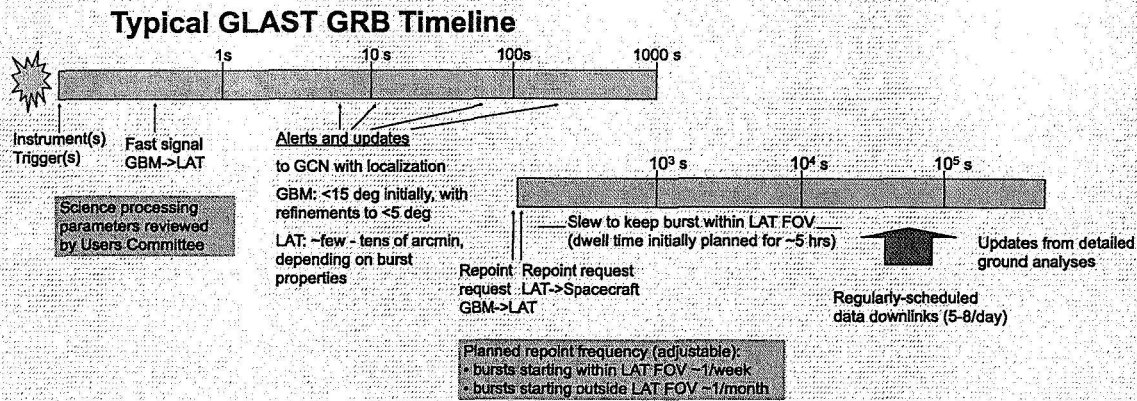 Typical GLAST GRB Timeline
1s
10 s
100s
1000 s
Instrument(s)
Trigger(s)
Fast signal
GBM->LAT
Alerts and updates
to GCN with localization
GBM: <15 deg initially, with
refinements to <5 deg
LAT: ~few - tens of arcmin,
depending on burst
properties
Science processing
parameters reviewed
by Users Committee
10³ s
10⁴ s
10⁵ s
Slew to keep burst within LAT FOV
(dwell time initially planned for ~5 hrs)
Repoint
request
GBM->LAT
Repoint request
LAT->Spacecraft
Updates from detailed
ground analyses
Regularly-scheduled
data downlinks (5-8/day)
Planned repoint frequency (adjustable):
• bursts starting within LAT FOV ~1/week
• bursts starting outside LAT FOV ~1/month